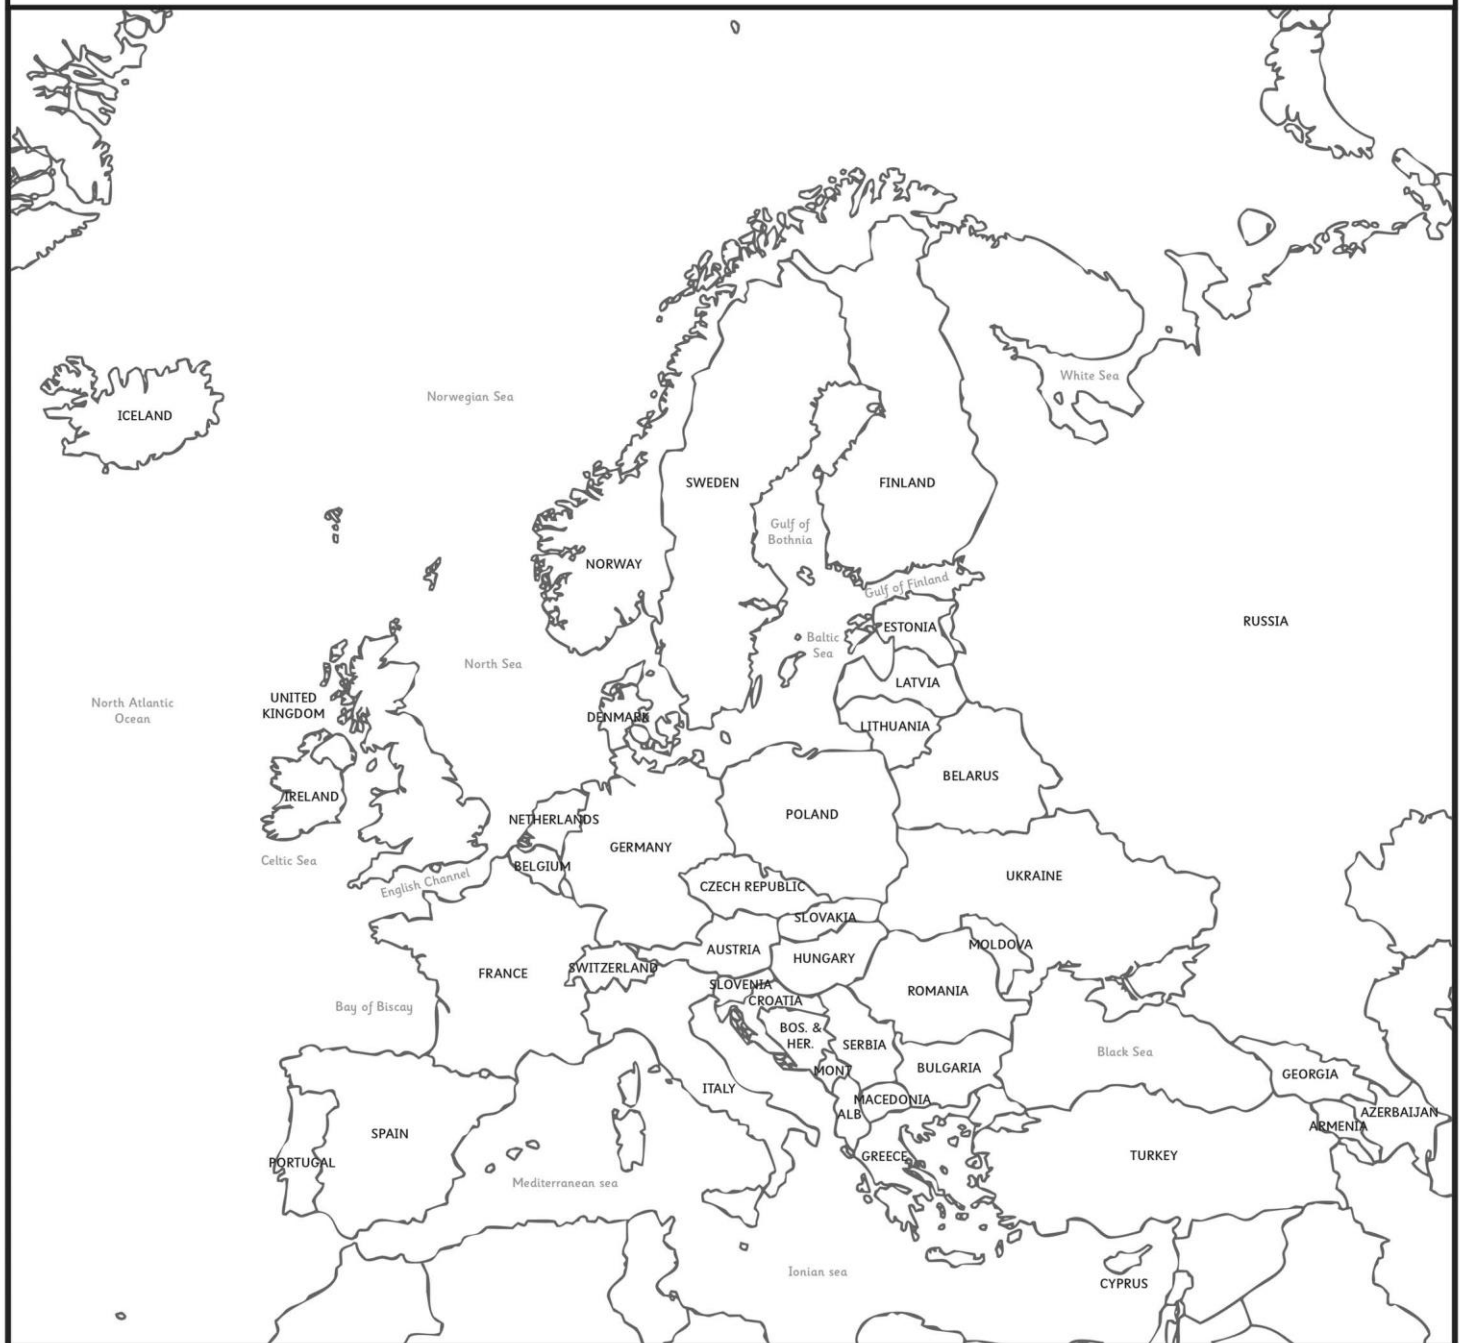 ICELAND
Norwegian Sea
White Sea
SWEDEN
FINLAND
Gulf of
Bothnia
NORWAY
Gulf of Finland
RUSSIA
ESTONIA
Baltic
Sea
North Sea
LATVIA
North Atlantic
Ocean
UNITED
KINGDOM
DENMARK
LITHUANIA
BELARUS
IRELAND
POLAND
NETHERLANDS
GERMANY
Celtic Sea
BELGIUM
English Channel
UKRAINE
CZECH REPUBLIC
SLOVAKIA
MOLDOVA
AUSTRIA
HUNGARY
FRANCE
SWITZERLAND
SLOVENIA
ROMANIA
CROATIA
Bay of Biscay
BOS. &
HER.
SERBIA
Black Sea
BULGARIA
MONT
GEORGIA
ITALY
MACEDONIA
ALB
AZERBAIJAN
ARMENIA
SPAIN
GREECE
TURKEY
PORTUGAL
Mediterranean sea
Ionian sea
CYPRUS